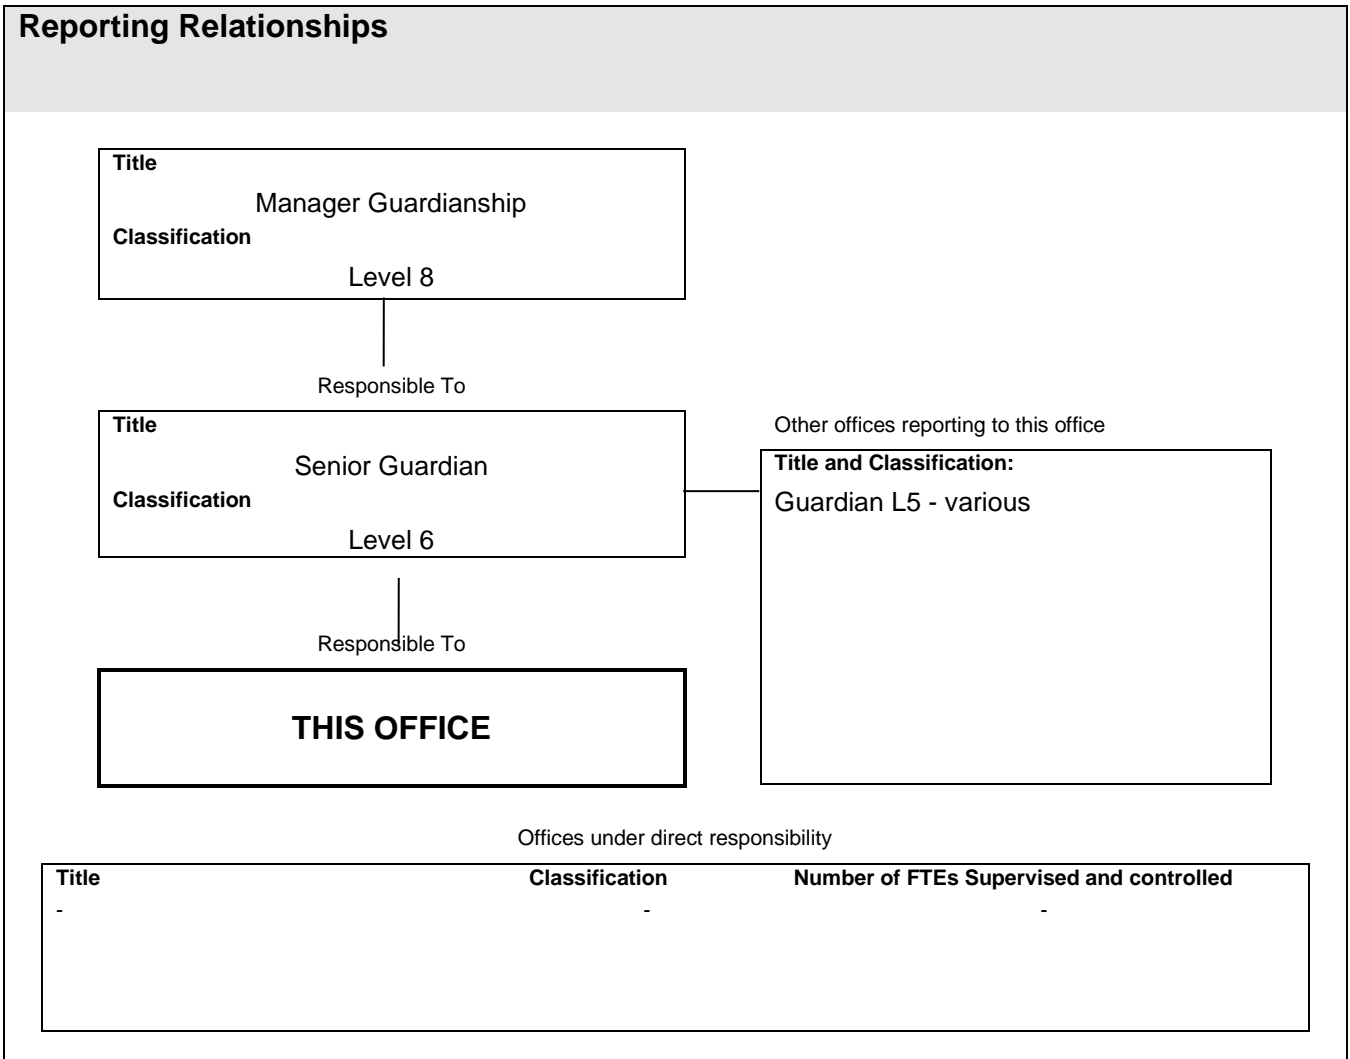 Reporting Relationships
Title
Manager Guardianship
Classification
Level 8
Responsible To
Title
Senior Guardian
Classification
Level 6
Other offices reporting to this office
Title and Classification:
Guardian L5 - various
Responsible To
THIS OFFICE
Offices under direct responsibility
Title Classification Number of FTEs Supervised and controlled
- - -